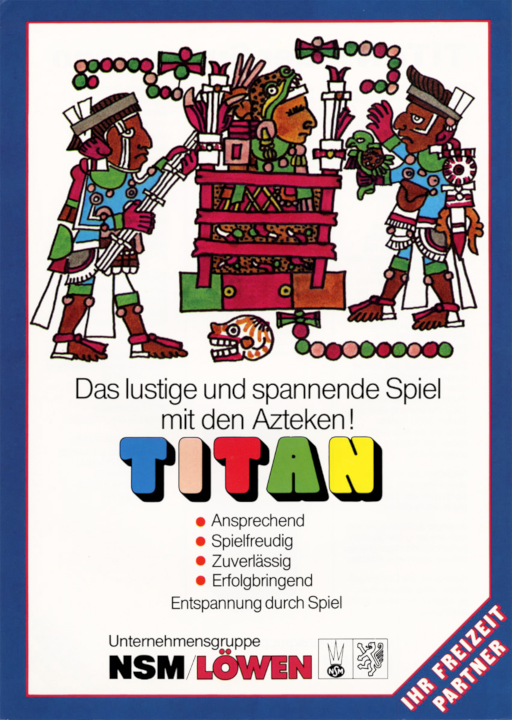 Das lustige und spannende Spiel
mit den Azteken!
TITAN
Ansprechend
Spielfreudig
Zuverlässig
Erfolgbringend
Entspannung durch Spiel
Unternehmensgruppe
NSM/LÖWEN
NSM
IHR FREIZEIT
PARTNER